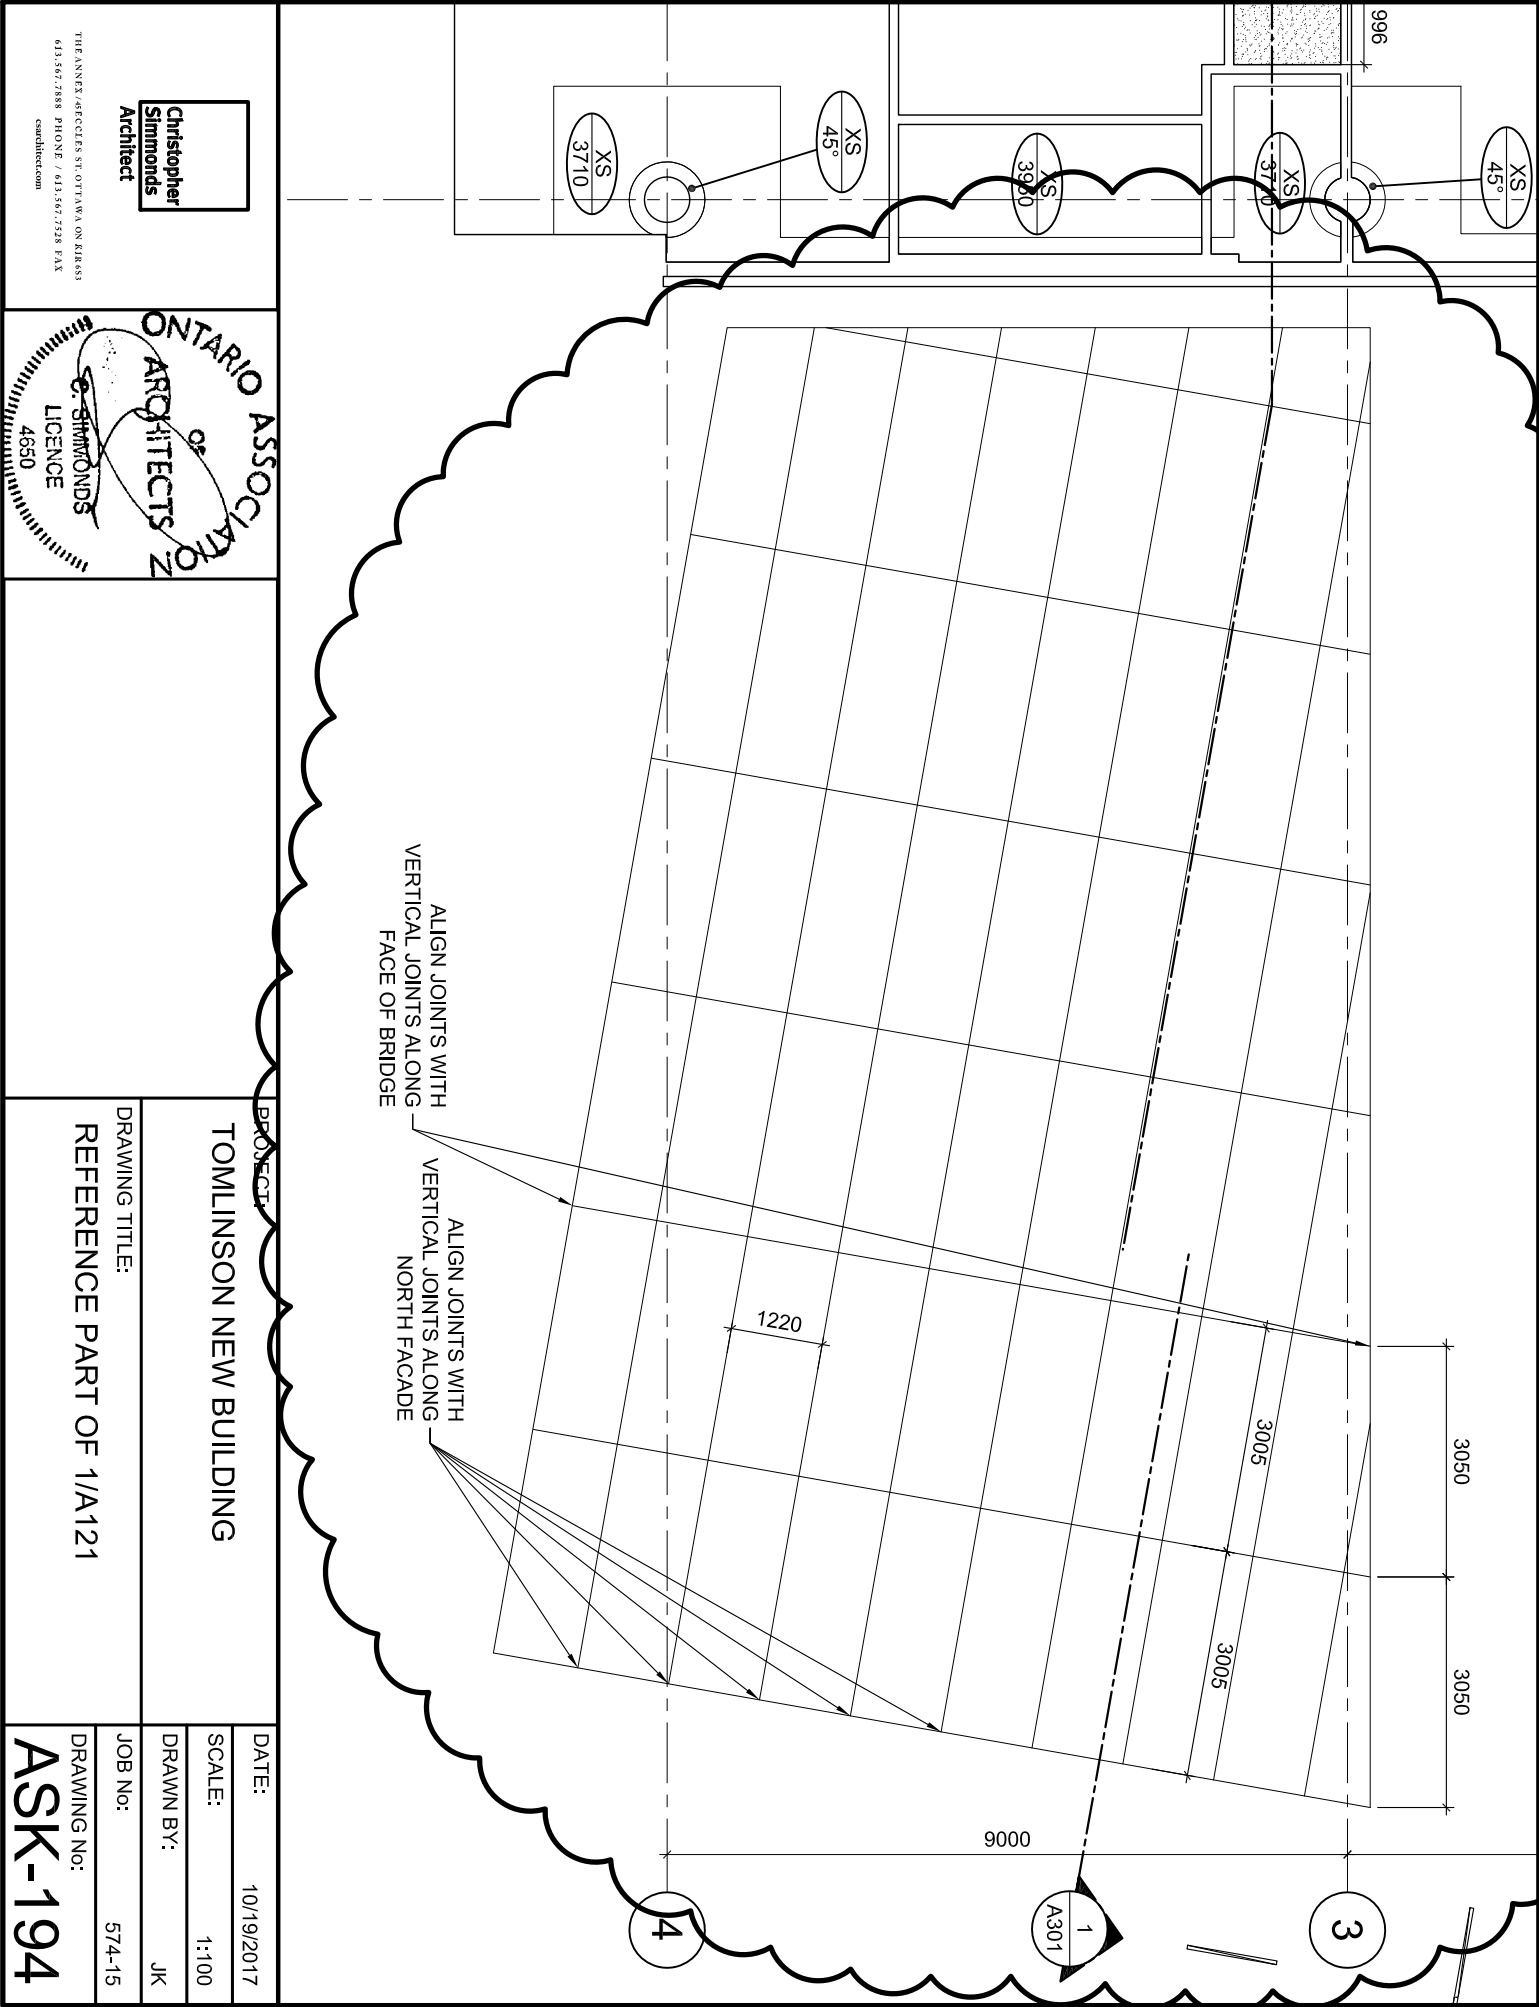 996
XS
45°
XS
3710
XS
45°
XS
3980
XS
3710
ALIGN JOINTS WITH
VERTICAL JOINTS ALONG
FACE OF BRIDGE
ALIGN JOINTS WITH
VERTICAL JOINTS ALONG
NORTH FACADE
1220
3005
3005
3050
3050
9000
4
1
A301
3
Christopher
Simmonds
Architect
THE ANNEX /45 ECCLES ST. OTTAWA ON K1R 6S3
613.567.7888 PHONE / 613.567.7528 FAX
csarchitect.com
ONTARIO ASSOCIATION
OF
ARCHITECTS
C. SIMMONDS
LICENCE
4650
PROJECT:
TOMLINSON NEW BUILDING
DRAWING TITLE:
REFERENCE PART OF 1/A121
DATE: 10/19/2017
SCALE: 1:100
DRAWN BY: JK
JOB No: 574-15
DRAWING No:
ASK-194